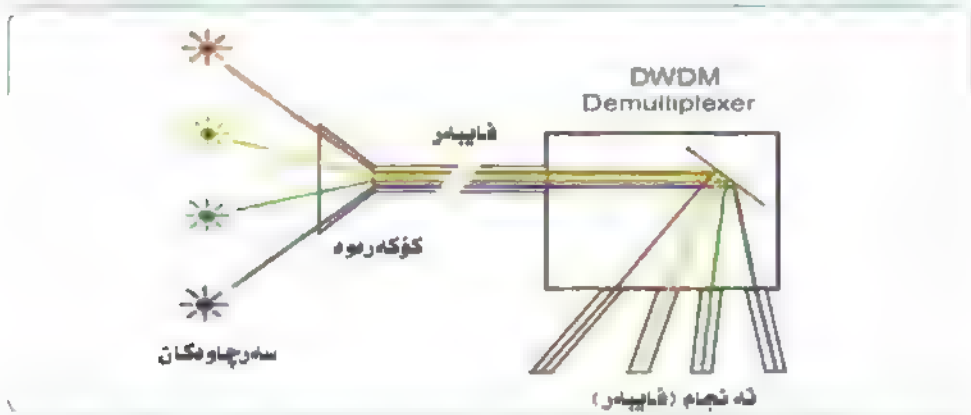 DWDM
Demultiplexer
فایبەر
کۆکەرەوە
سەرچاوەکان
ئەنجام (فایبەر)